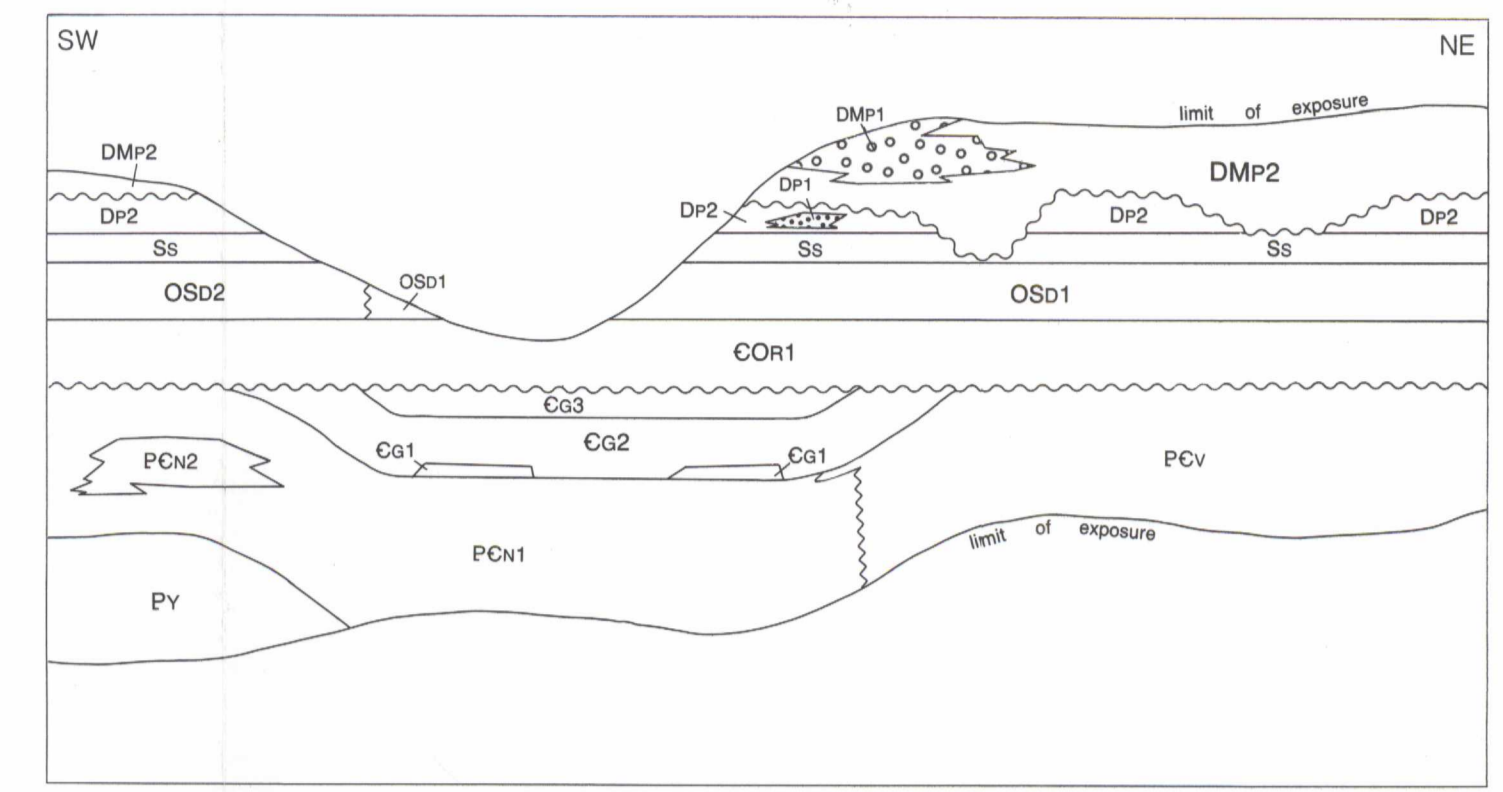 SW
NE
limit of exposure
DMP1
DMP2
DMP2
DP1
DP2
DP2
DP2
DP2
Ss
Ss
Ss
OSD1
OSD2
OSD1
ЄOR1
ЄG3
ЄG2
ЄG1
ЄG1
PЄN2
PЄV
limit of exposure
PЄN1
PY